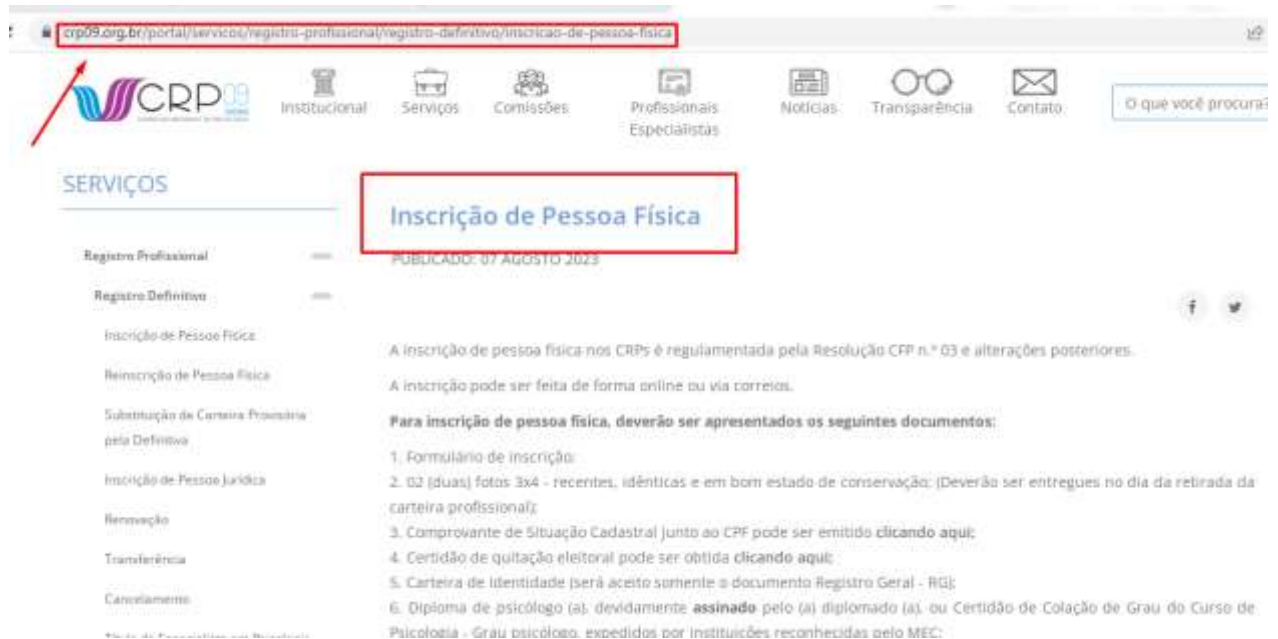 crp09.org.br/portal/servicos/registro-profissional/registro-definitivo/inscricao-de-pessoa-fisica
CRP09
Institucional
Serviços
Comissões
Profissionais
Especialistas
Notícias
Transparência
Contato
O que você procura?
SERVIÇOS
Registro Profissional
Registro Definitivo
Inscrição de Pessoa Física
Reinscrição de Pessoa Física
Substituição da Carteira Provisória
pela Definitiva
Inscrição de Pessoa Jurídica
Renovação
Transferência
Cancelamento
Título de Especialista em Psicologia
Inscrição de Pessoa Física
PUBLICADO: 07 AGOSTO 2023
A inscrição de pessoa física nos CRPs é regulamentada pela Resolução CFP n.º 03 e alterações posteriores.
A inscrição pode ser feita de forma online ou via correios.
Para inscrição de pessoa física, deverão ser apresentados os seguintes documentos:
1. Formulário de inscrição;
2. 02 (duas) fotos 3x4 - recentes, idênticas e em bom estado de conservação; (Deverão ser entregues no dia da retirada da
carteira profissional);
3. Comprovante de Situação Cadastral junto ao CPF pode ser emitido clicando aqui;
4. Certidão de quitação eleitoral pode ser obtida clicando aqui;
5. Carteira de Identidade (será aceito somente o documento Registro Geral - RG);
6. Diploma de psicólogo (a), devidamente assinado pelo (a) diplomado (a), ou Certidão de Colação de Grau do Curso de
Psicologia - Grau psicólogo, expedidos por instituições reconhecidas pelo MEC;